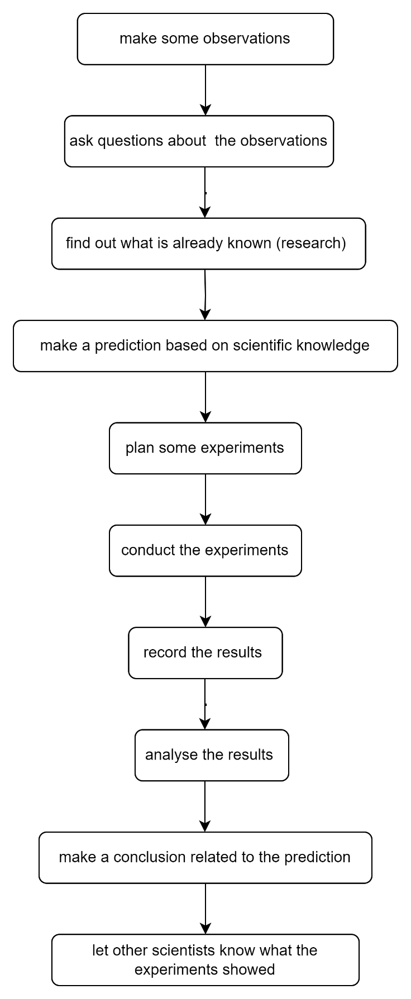 make some observations
ask questions about  the observations
find out what is already known (research)
make a prediction based on scientific knowledge
plan some experiments
conduct the experiments
record the results
analyse the results
make a conclusion related to the prediction
let other scientists know what the
experiments showed